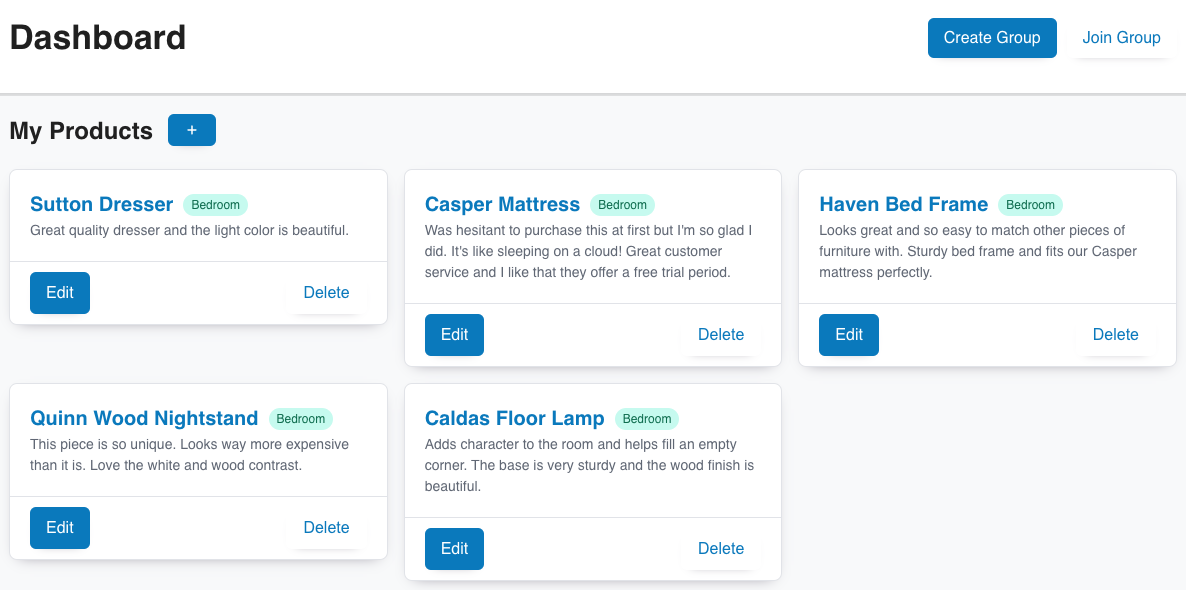 Dashboard
Create Group
Join Group
My Products
+
Sutton Dresser
Bedroom
Great quality dresser and the light color is beautiful.
Edit
Delete
Casper Mattress
Bedroom
Was hesitant to purchase this at first but I'm so glad I
did. It's like sleeping on a cloud! Great customer
service and I like that they offer a free trial period.
Edit
Delete
Haven Bed Frame
Bedroom
Looks great and so easy to match other pieces of
furniture with. Sturdy bed frame and fits our Casper
mattress perfectly.
Edit
Delete
Quinn Wood Nightstand
Bedroom
This piece is so unique. Looks way more expensive
than it is. Love the white and wood contrast.
Edit
Delete
Caldas Floor Lamp
Bedroom
Adds character to the room and helps fill an empty
corner. The base is very sturdy and the wood finish is
beautiful.
Edit
Delete